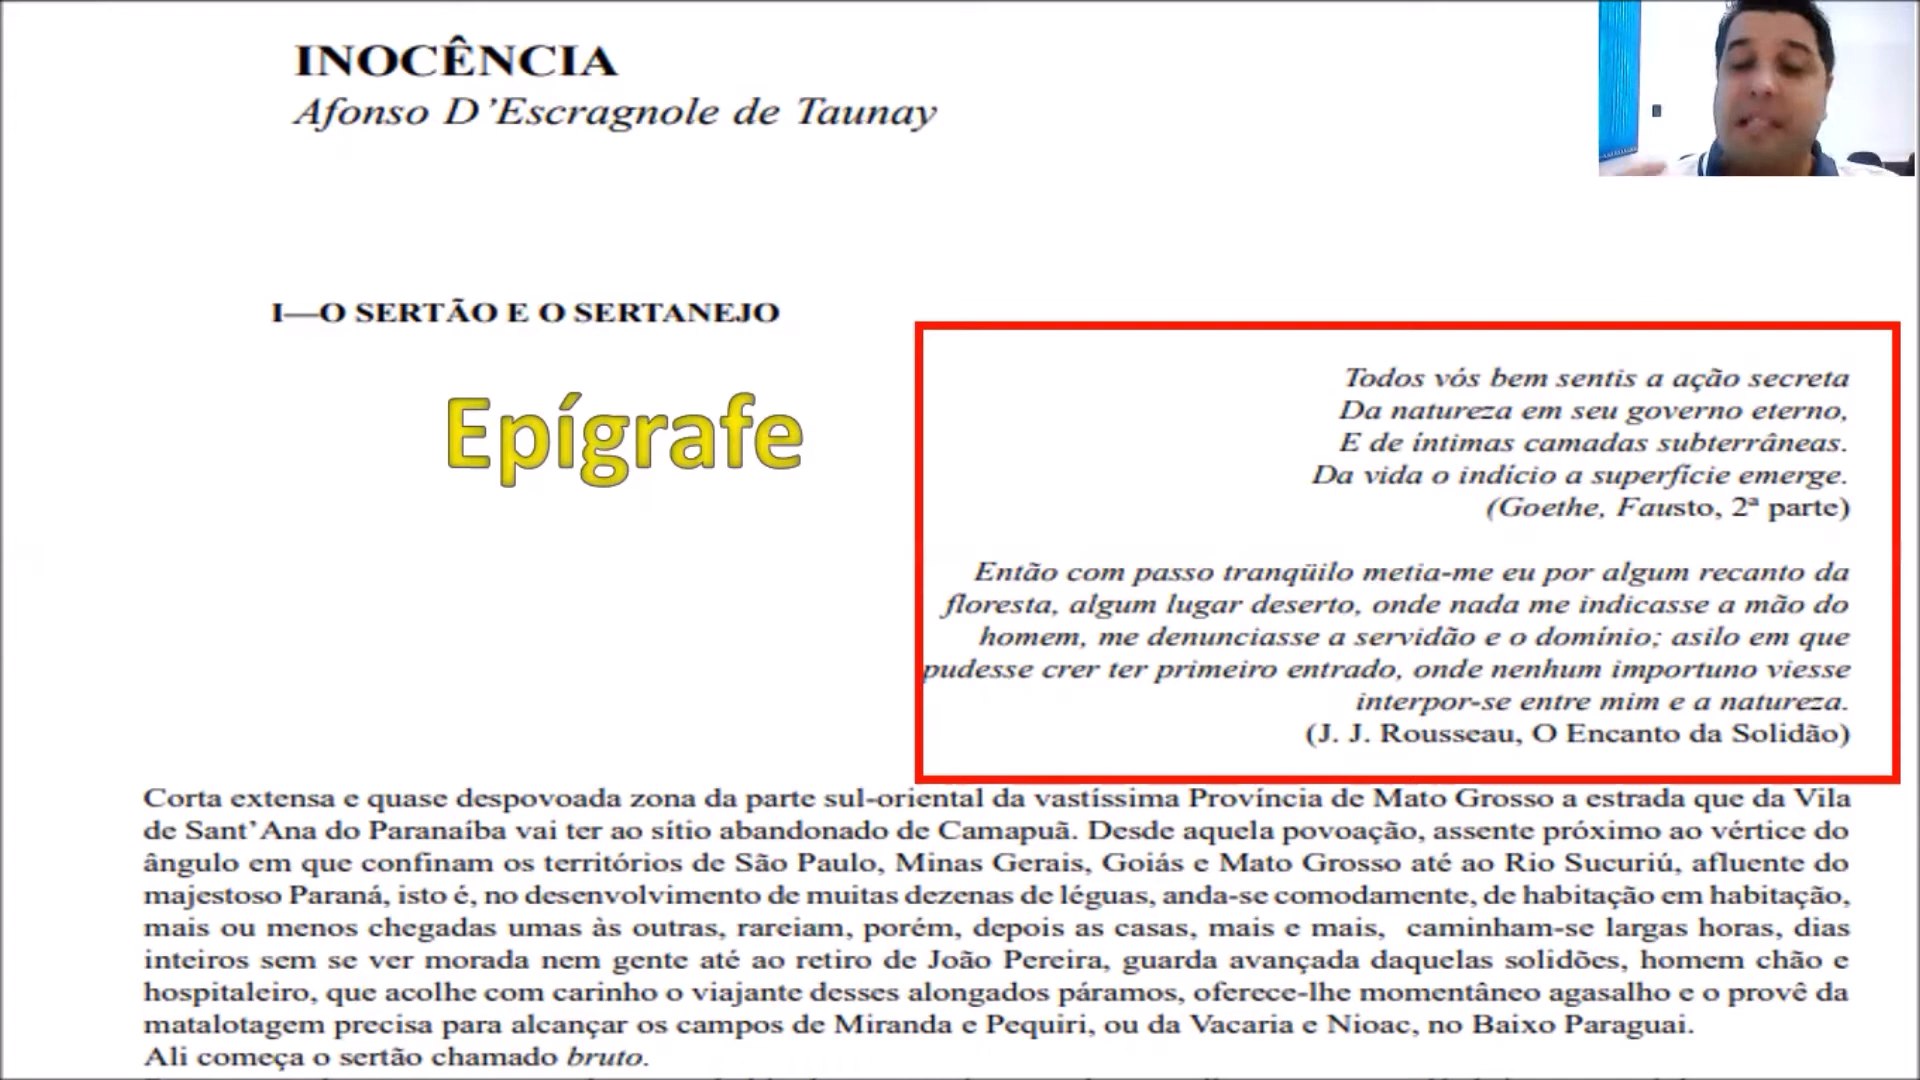 INOCÊNCIA
Afonso D’Escragnole de Taunay
I—O SERTÃO E O SERTANEJO
Epígrafe
Todos vós bem sentis a ação secreta
Da natureza em seu governo eterno,
E de íntimas camadas subterrâneas.
Da vida o indício a superfície emerge.
(Goethe, Fausto, 2ª parte)
Então com passo tranqüilo metia-me eu por algum recanto da
floresta, algum lugar deserto, onde nada me indicasse a mão do
homem, me denunciasse a servidão e o domínio; asilo em que
pudesse crer ter primeiro entrado, onde nenhum importuno viesse
interpor-se entre mim e a natureza.
(J. J. Rousseau, O Encanto da Solidão)
Corta extensa e quase despovoada zona da parte sul-oriental da vastíssima Província de Mato Grosso a estrada que da Vila
de Sant’Ana do Paranaíba vai ter ao sítio abandonado de Camapuã. Desde aquela povoação, assente próximo ao vértice do
ângulo em que confinam os territórios de São Paulo, Minas Gerais, Goiás e Mato Grosso até ao Rio Sucuriú, afluente do
majestoso Paraná, isto é, no desenvolvimento de muitas dezenas de léguas, anda-se comodamente, de habitação em habitação,
mais ou menos chegadas umas às outras, rareiam, porém, depois as casas, mais e mais, caminham-se largas horas, dias
inteiros sem se ver morada nem gente até ao retiro de João Pereira, guarda avançada daquelas solidões, homem chão e
hospitaleiro, que acolhe com carinho o viajante desses alongados páramos, oferece-lhe momentâneo agasalho e o provê da
matalotagem precisa para alcançar os campos de Miranda e Pequiri, ou da Vacaria e Nioac, no Baixo Paraguai.
Ali começa o sertão chamado bruto.